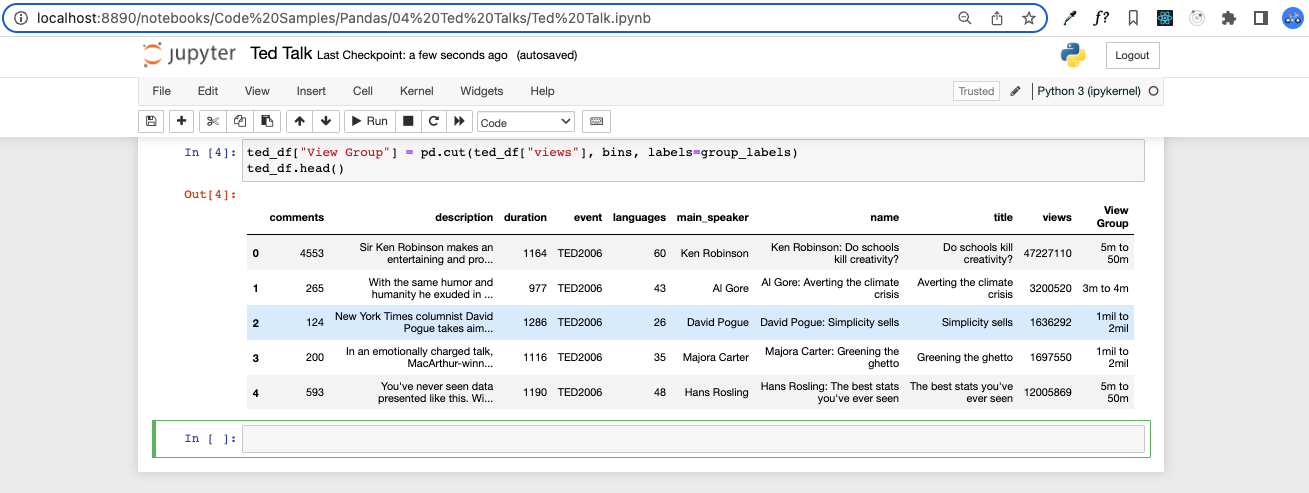 localhost:8890/notebooks/Code%20Samples/Pandas/04%20Ted%20Talks/Ted%20Talk.ipynb
f?
jupyter Ted Talk Last Checkpoint: a few seconds ago (autosaved)
Logout
File Edit View Insert Cell Kernel Widgets Help Trusted Python 3 (ipykernel)
Run Code
In [4]: ted_df["View Group"] = pd.cut(ted_df["views"], bins, labels=group_labels)
ted_df.head()
Out[4]:
comments description duration event languages main_speaker name title views View Group
0 4553 Sir Ken Robinson makes an entertaining and pro... 1164 TED2006 60 Ken Robinson Ken Robinson: Do schools kill creativity? Do schools kill creativity? 47227110 5m to 50m
1 265 With the same humor and humanity he exuded in ... 977 TED2006 43 Al Gore Al Gore: Averting the climate crisis Averting the climate crisis 3200520 3m to 4m
2 124 New York Times columnist David Pogue takes aim... 1286 TED2006 26 David Pogue David Pogue: Simplicity sells Simplicity sells 1636292 1mil to 2mil
3 200 In an emotionally charged talk, MacArthur-winn... 1116 TED2006 35 Majora Carter Majora Carter: Greening the ghetto Greening the ghetto 1697550 1mil to 2mil
4 593 You've never seen data presented like this. Wi... 1190 TED2006 48 Hans Rosling Hans Rosling: The best stats you've ever seen The best stats you've ever seen 12005869 5m to 50m
In [ ]: